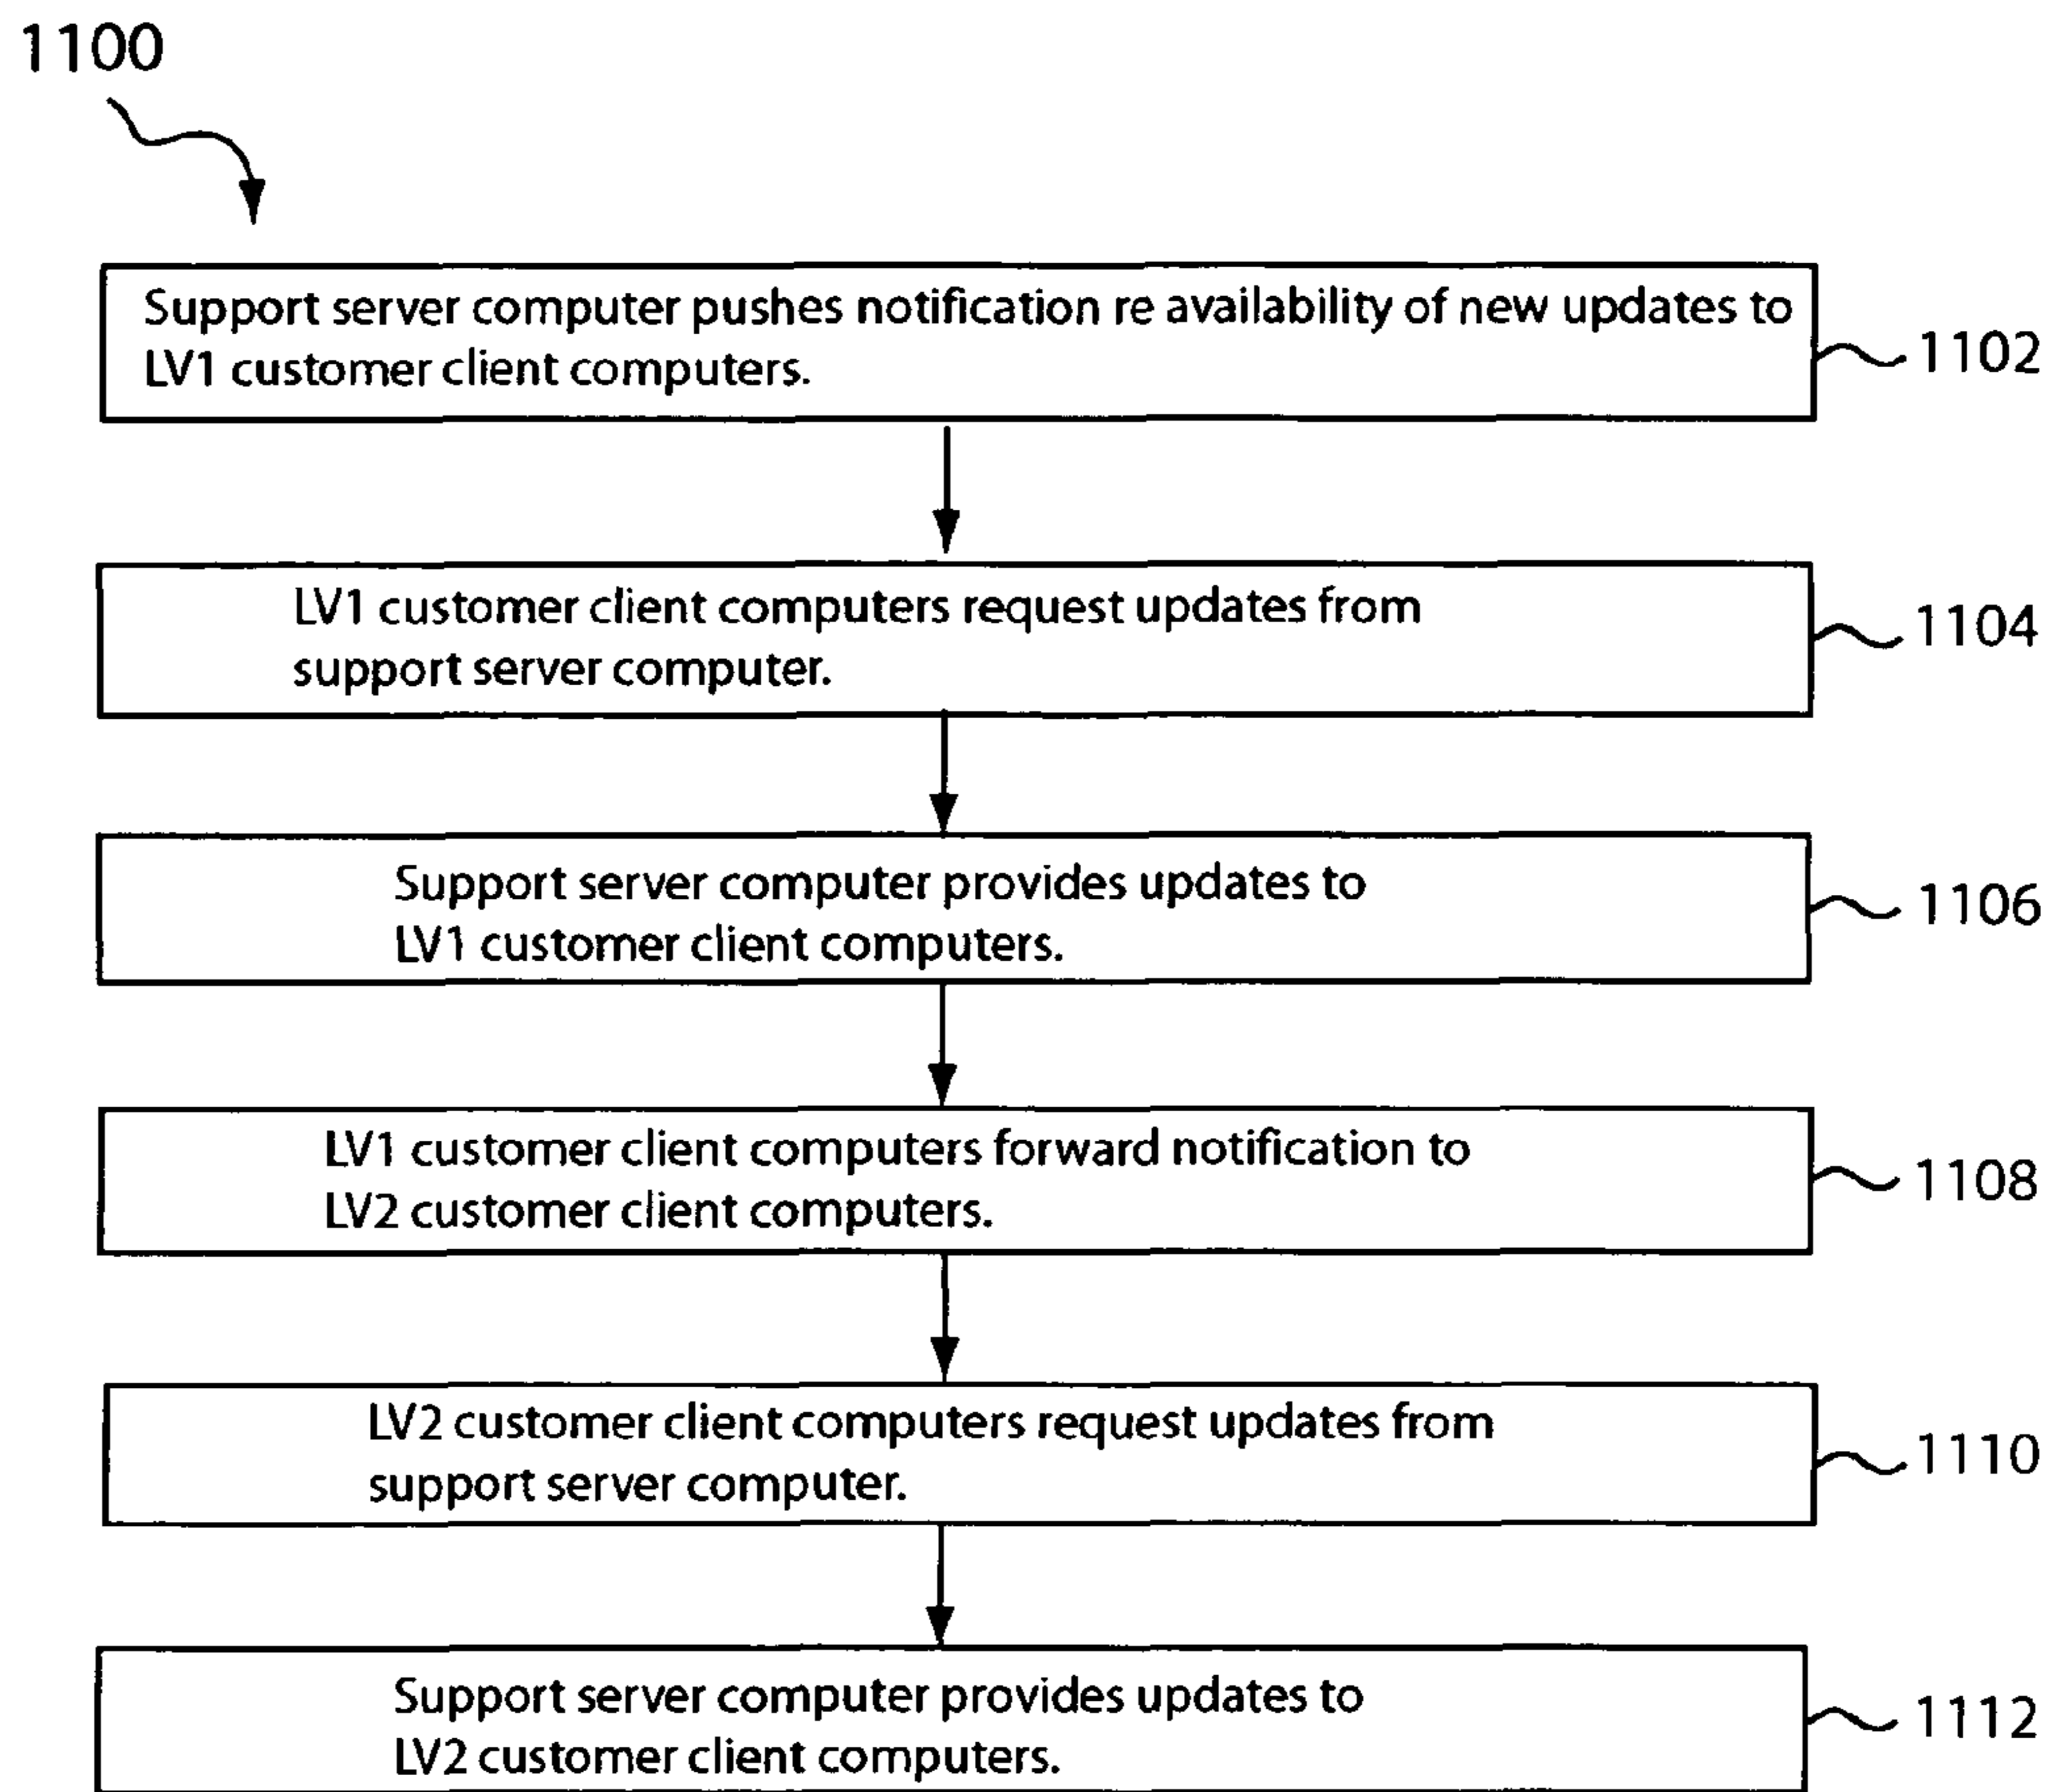 1100
Support server computer pushes notification re availability of new updates to
LV1 customer client computers.
1102
LV1 customer client computers request updates from
support server computer.
1104
Support server computer provides updates to
LV1 customer client computers.
1106
LV1 customer client computers forward notification to
LV2 customer client computers.
1108
LV2 customer client computers request updates from
support server computer.
1110
Support server computer provides updates to
LV2 customer client computers.
1112